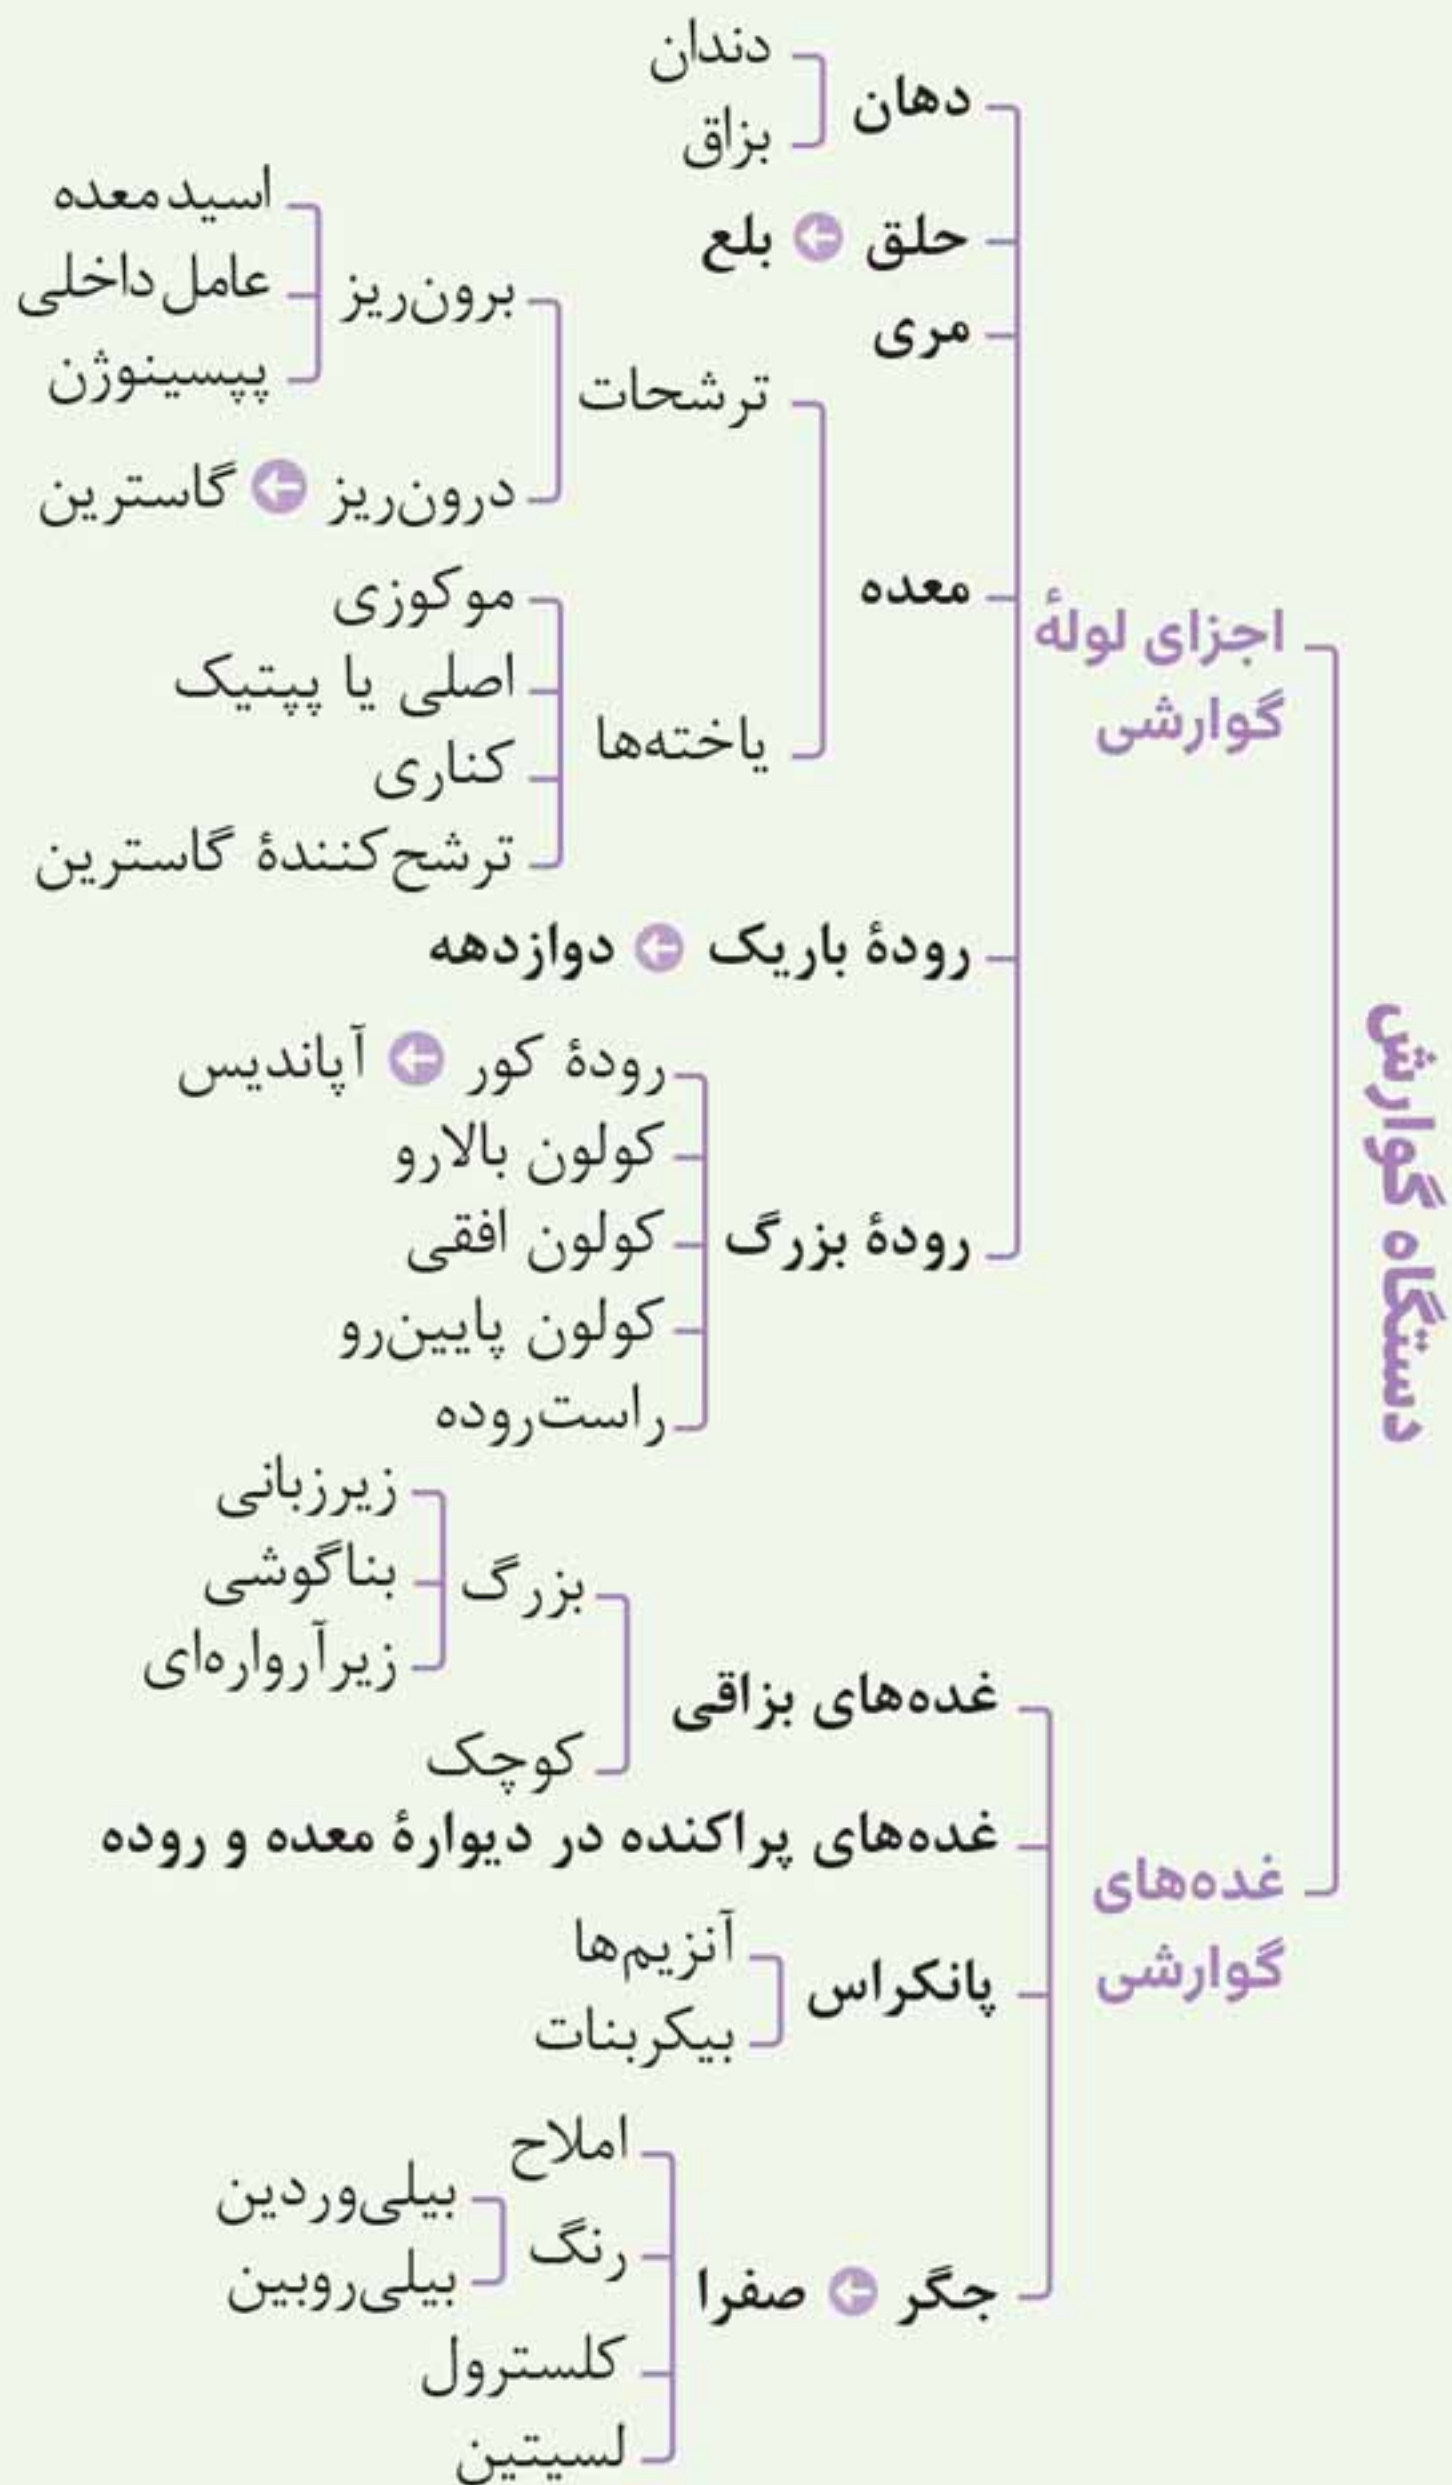 دستگاه گوارش
اجزای لولهٔ
گوارشی
دهان
دندان
بزاق
حلق ← بلع
مری
معده
ترشحات
برون‌ریز
اسید معده
عامل داخلی
پپسینوژن
درون‌ریز ← گاسترین
یاخته‌ها
موکوزی
اصلی یا پپتیک
کناری
ترشح‌کنندهٔ گاسترین
رودهٔ باریک ← دوازدهه
رودهٔ بزرگ
رودهٔ کور ← آپاندیس
کولون بالارو
کولون افقی
کولون پایین‌رو
راست‌روده
غده‌های
گوارشی
غده‌های بزاقی
بزرگ
زیرزبانی
بناگوشی
زیرآرواره‌ای
کوچک
غده‌های پراکنده در دیوارهٔ معده و روده
پانکراس
آنزیم‌ها
بیکربنات
جگر ← صفرا
املاح
رنگ
بیلی‌وردین
بیلی‌روبین
کلسترول
لسیتین